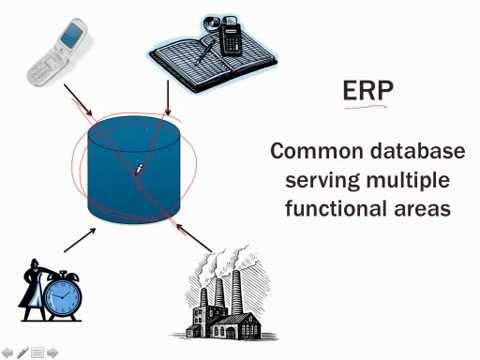 ERP
Common database
serving multiple
functional areas